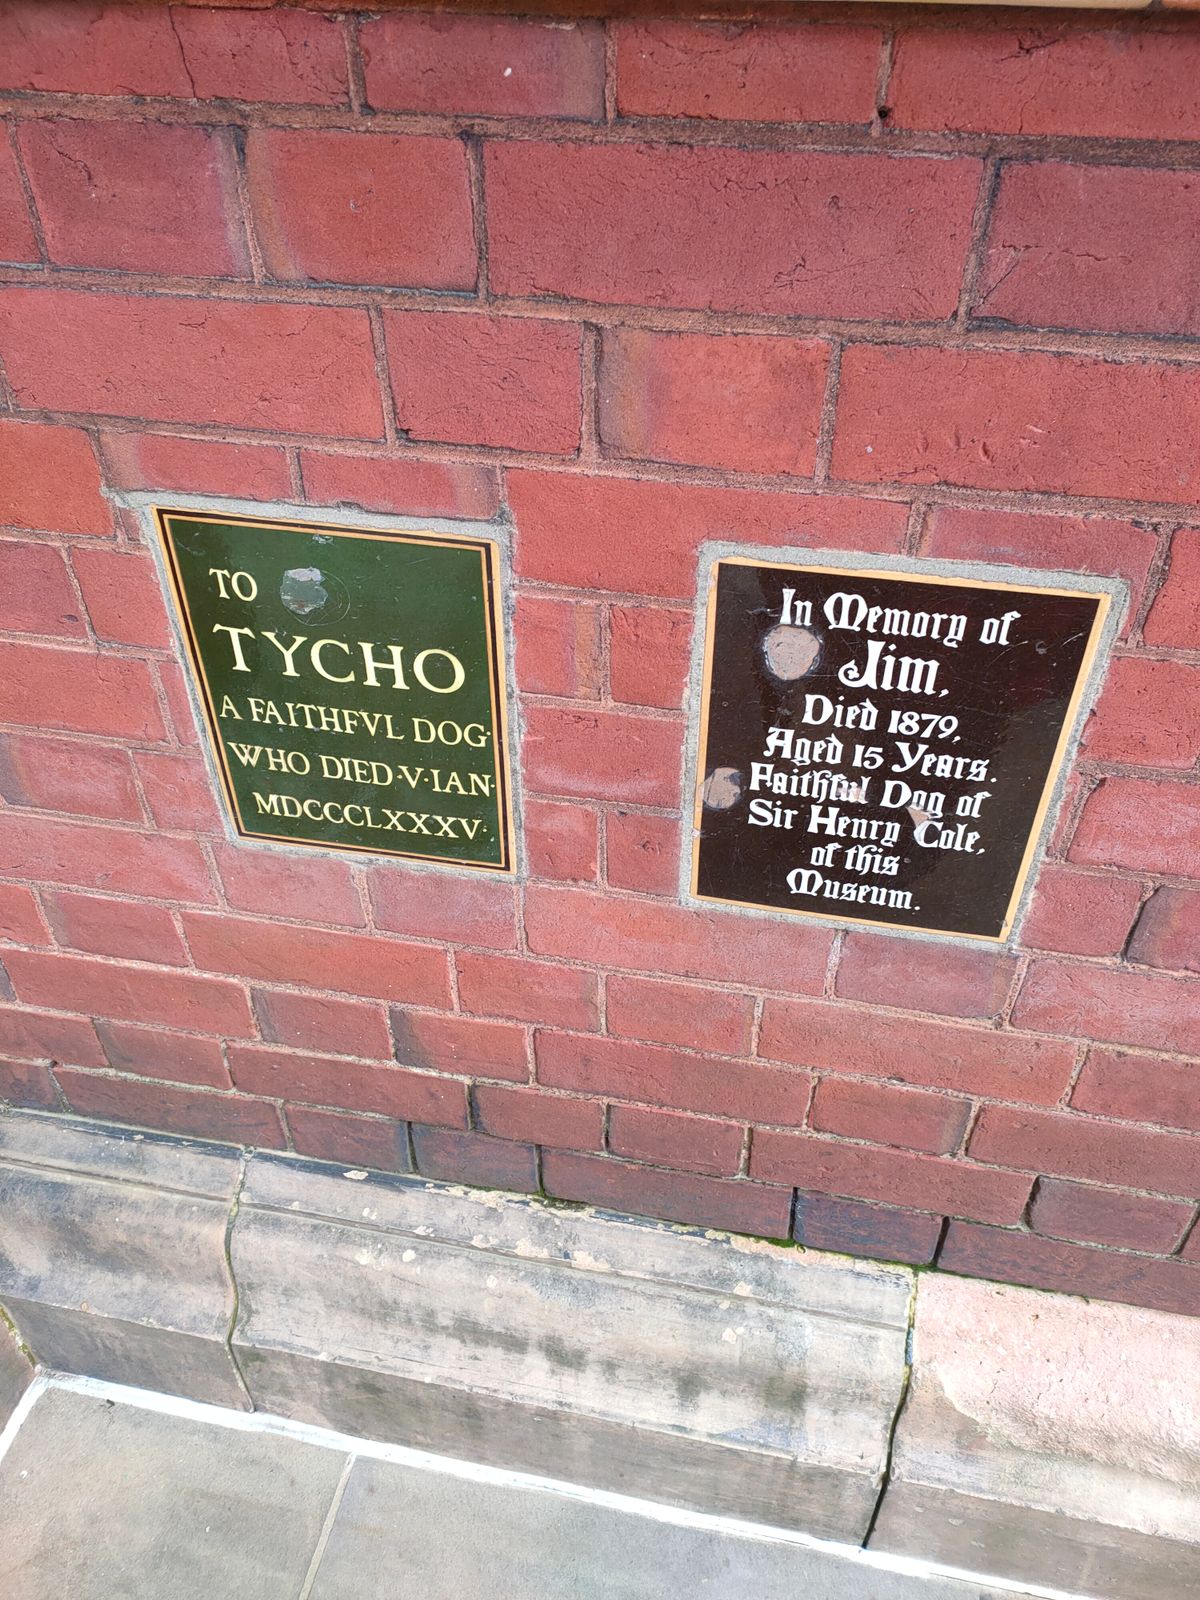 TO
TYCHO
A FAITHFVL DOG·
WHO DIED·V·IAN·
MDCCCLXXXV·
In Memory of
Jim,
Died 1879,
Aged 15 Years.
Faithful Dog of
Sir Henry Cole,
of this
Museum.